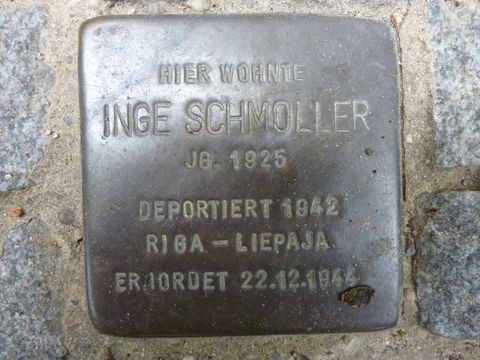 HIER WOHNTE
INGE SCHMOLLER
JG. 1925
DEPORTIERT 1942
RIGA - LIEPAJA
ERMORDET 22.12.1944